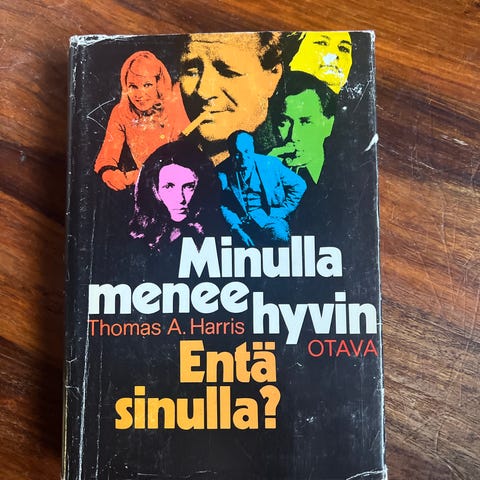 Minulla
menee hyvin
Thomas A. Harris
OTAVA
Entä
sinulla?